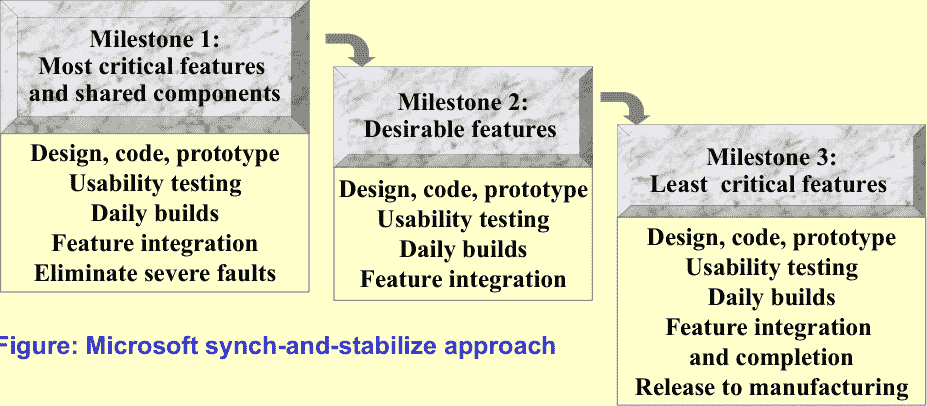 Milestone 1:
Most critical features
and shared components
Design, code, prototype
Usability testing
Daily builds
Feature integration
Eliminate severe faults
Milestone 2:
Desirable features
Design, code, prototype
Usability testing
Daily builds
Feature integration
Milestone 3:
Least critical features
Design, code, prototype
Usability testing
Daily builds
Feature integration
and completion
Release to manufacturing
Figure: Microsoft synch-and-stabilize approach